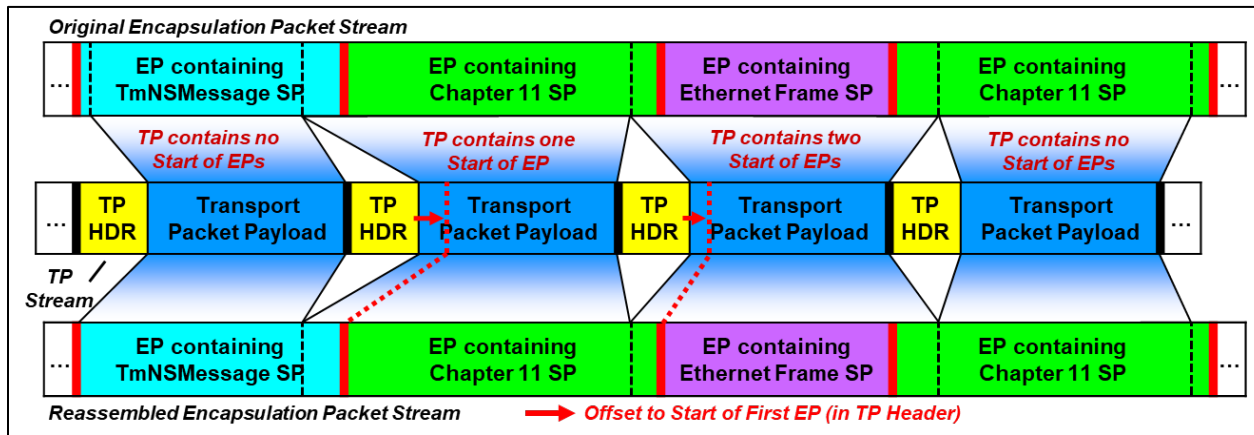 Original Encapsulation Packet Stream
... EP containing EP containing EP containing EP containing ...
TmNSMessage SP Chapter 11 SP Ethernet Frame SP Chapter 11 SP
TP contains no TP contains one TP contains two TP contains no
Start of EPs Start of EP Start of EPs Start of EPs
... TP Transport TP Transport TP Transport TP Transport ...
HDR Packet Payload HDR Packet Payload HDR Packet Payload HDR Packet Payload
TP
Stream
... EP containing EP containing EP containing EP containing ...
TmNSMessage SP Chapter 11 SP Ethernet Frame SP Chapter 11 SP
Reassembled Encapsulation Packet Stream Offset to Start of First EP (in TP Header)